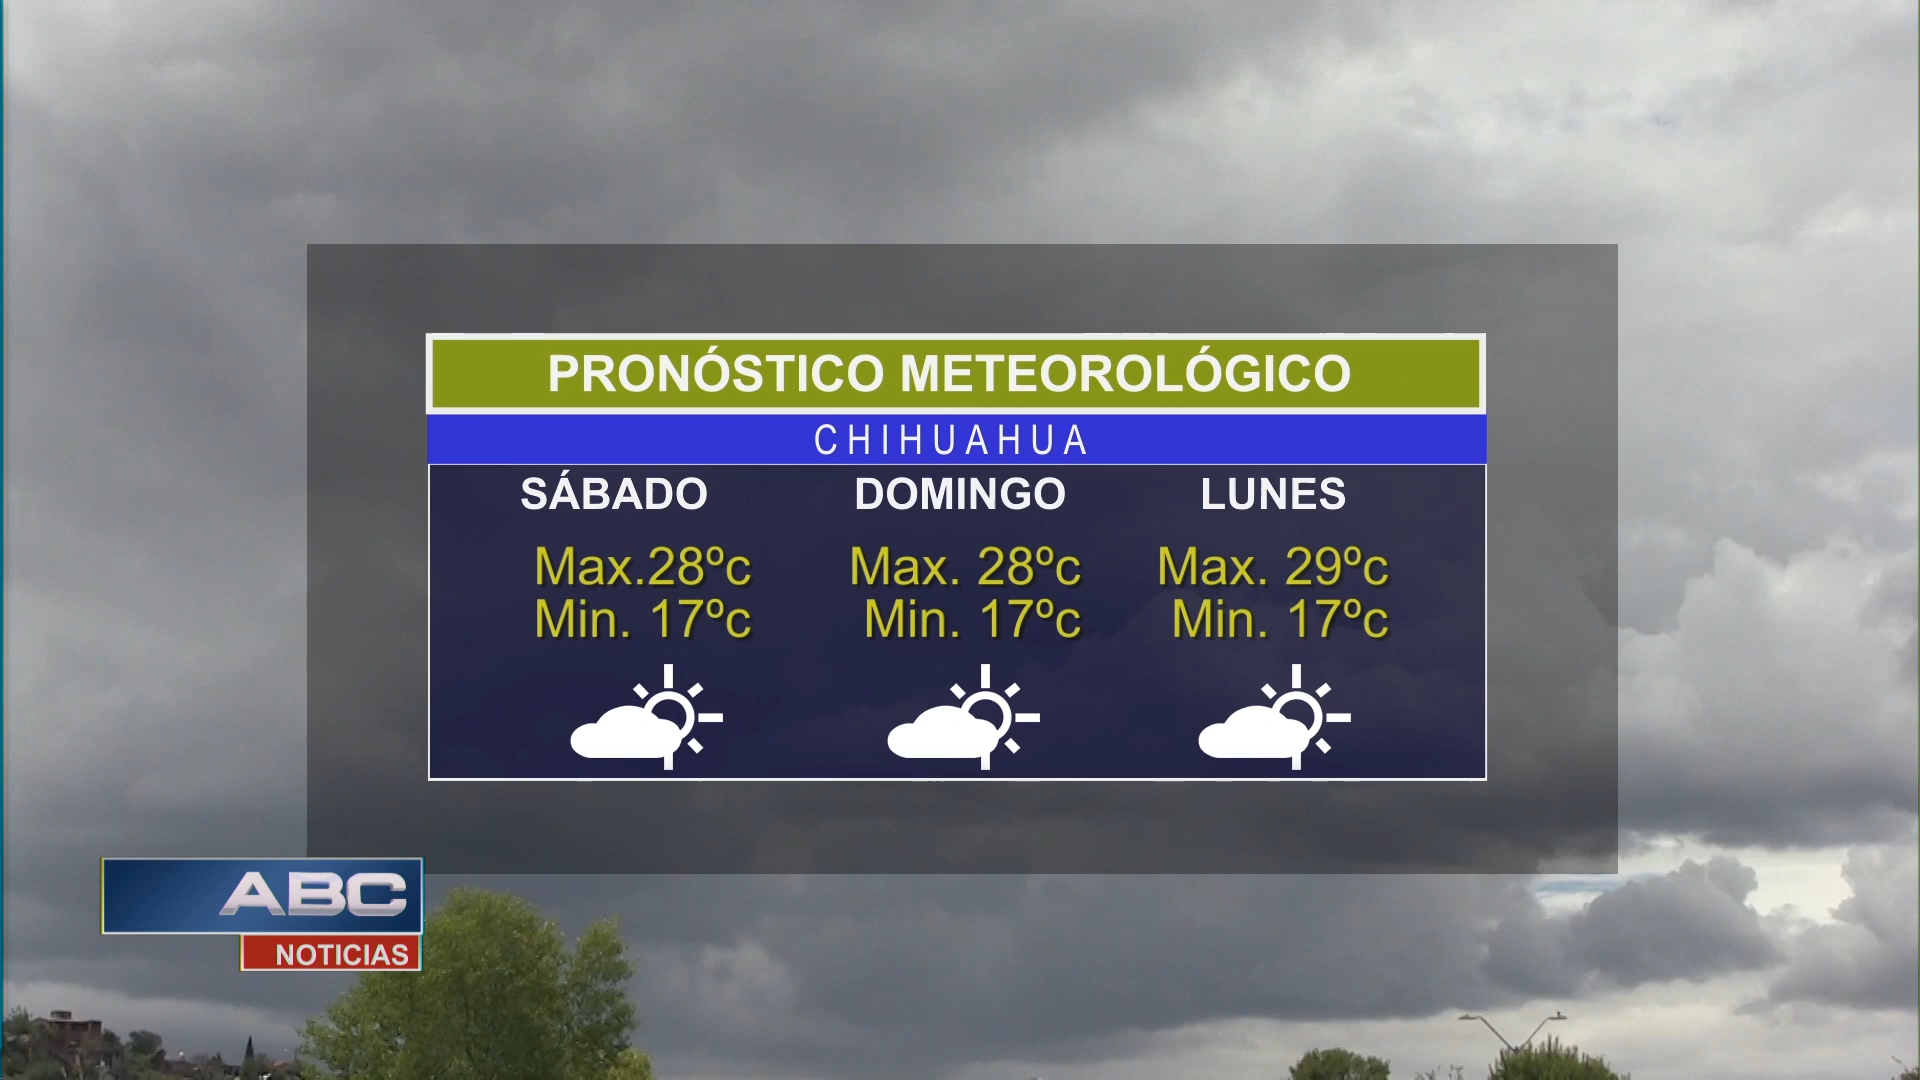 PRONÓSTICO METEOROLÓGICO
CHIHUAHUA
SÁBADO DOMINGO LUNES
Max.28ºc Max. 28ºc Max. 29ºc
Min. 17ºc Min. 17ºc Min. 17ºc
ABC
NOTICIAS